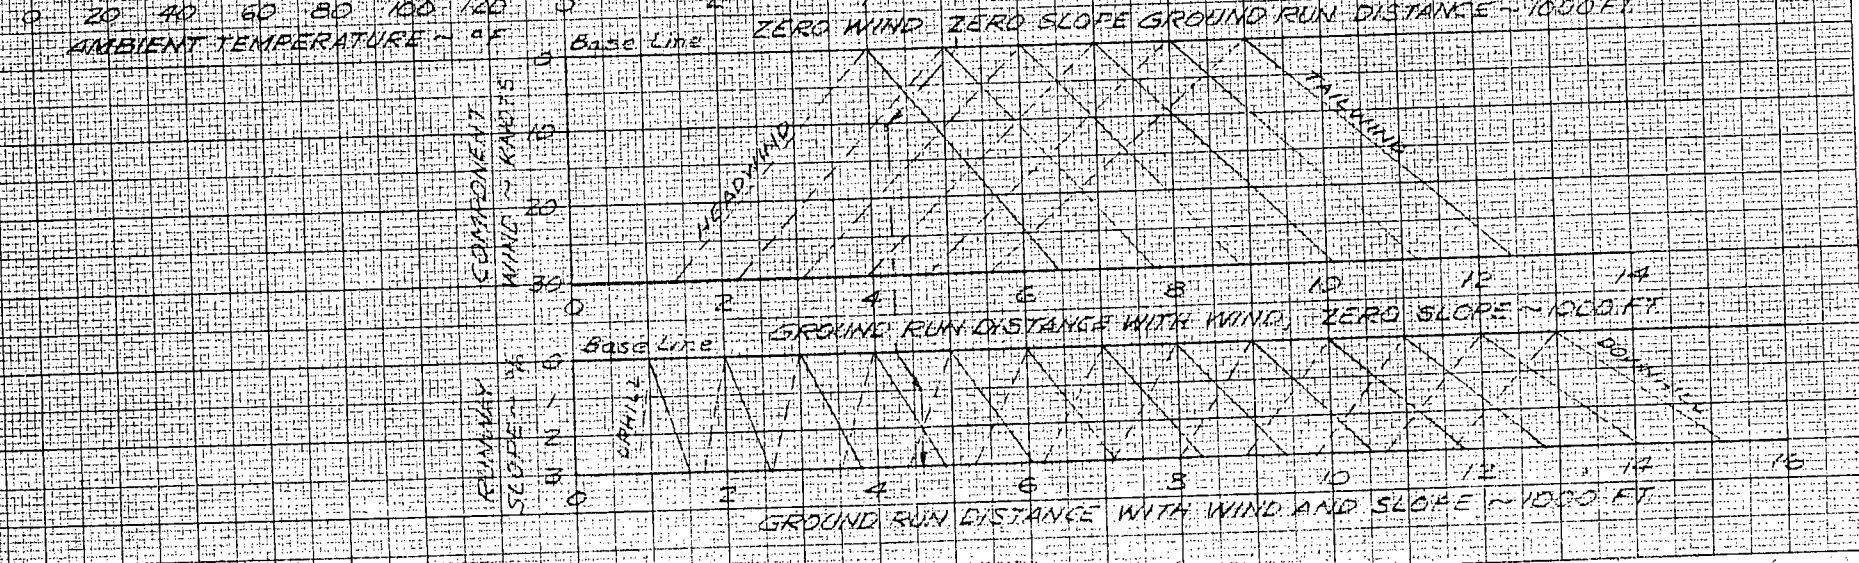 0 20 40 60 80 100 120
AMBIENT TEMPERATURE ~ °F
ZERO WIND ZERO SLOPE GROUND RUN DISTANCE ~ 1000 FT.
Base Line
COMPONENT
WIND ~ KNOTS
0
10
20
30
HEADWIND
TAILWIND
0 2 4 6 8 10 12 14
GROUND RUN DISTANCE WITH WIND, ZERO SLOPE ~ 1000 FT
Base Line
RUNWAY
SLOPE ~ %
0
1
2
3
UPHILL
DOWNHILL
0 2 4 6 8 10 12 14 16
GROUND RUN DISTANCE WITH WIND AND SLOPE ~ 1000 FT